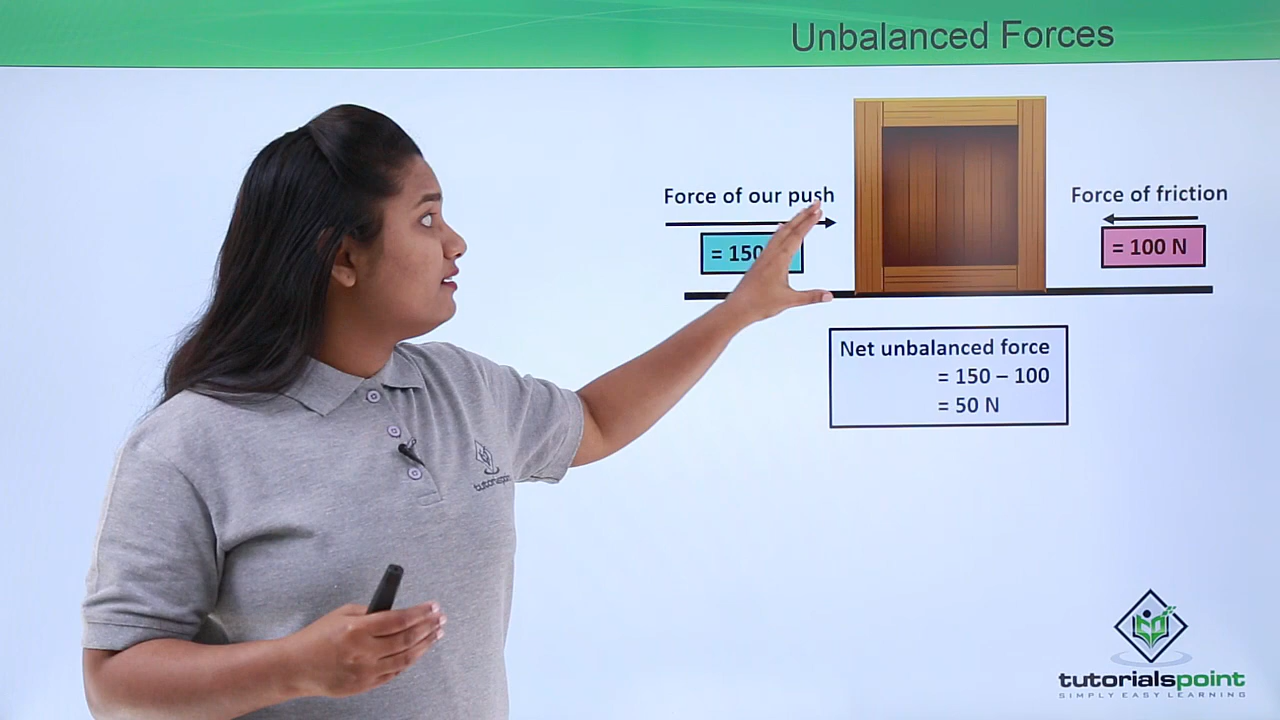 Unbalanced Forces
Force of our push
= 150
Force of friction
= 100 N
Net unbalanced force
= 150 – 100
= 50 N
tutorialspoint
tutorialspoint
SIMPLY EASY LEARNING